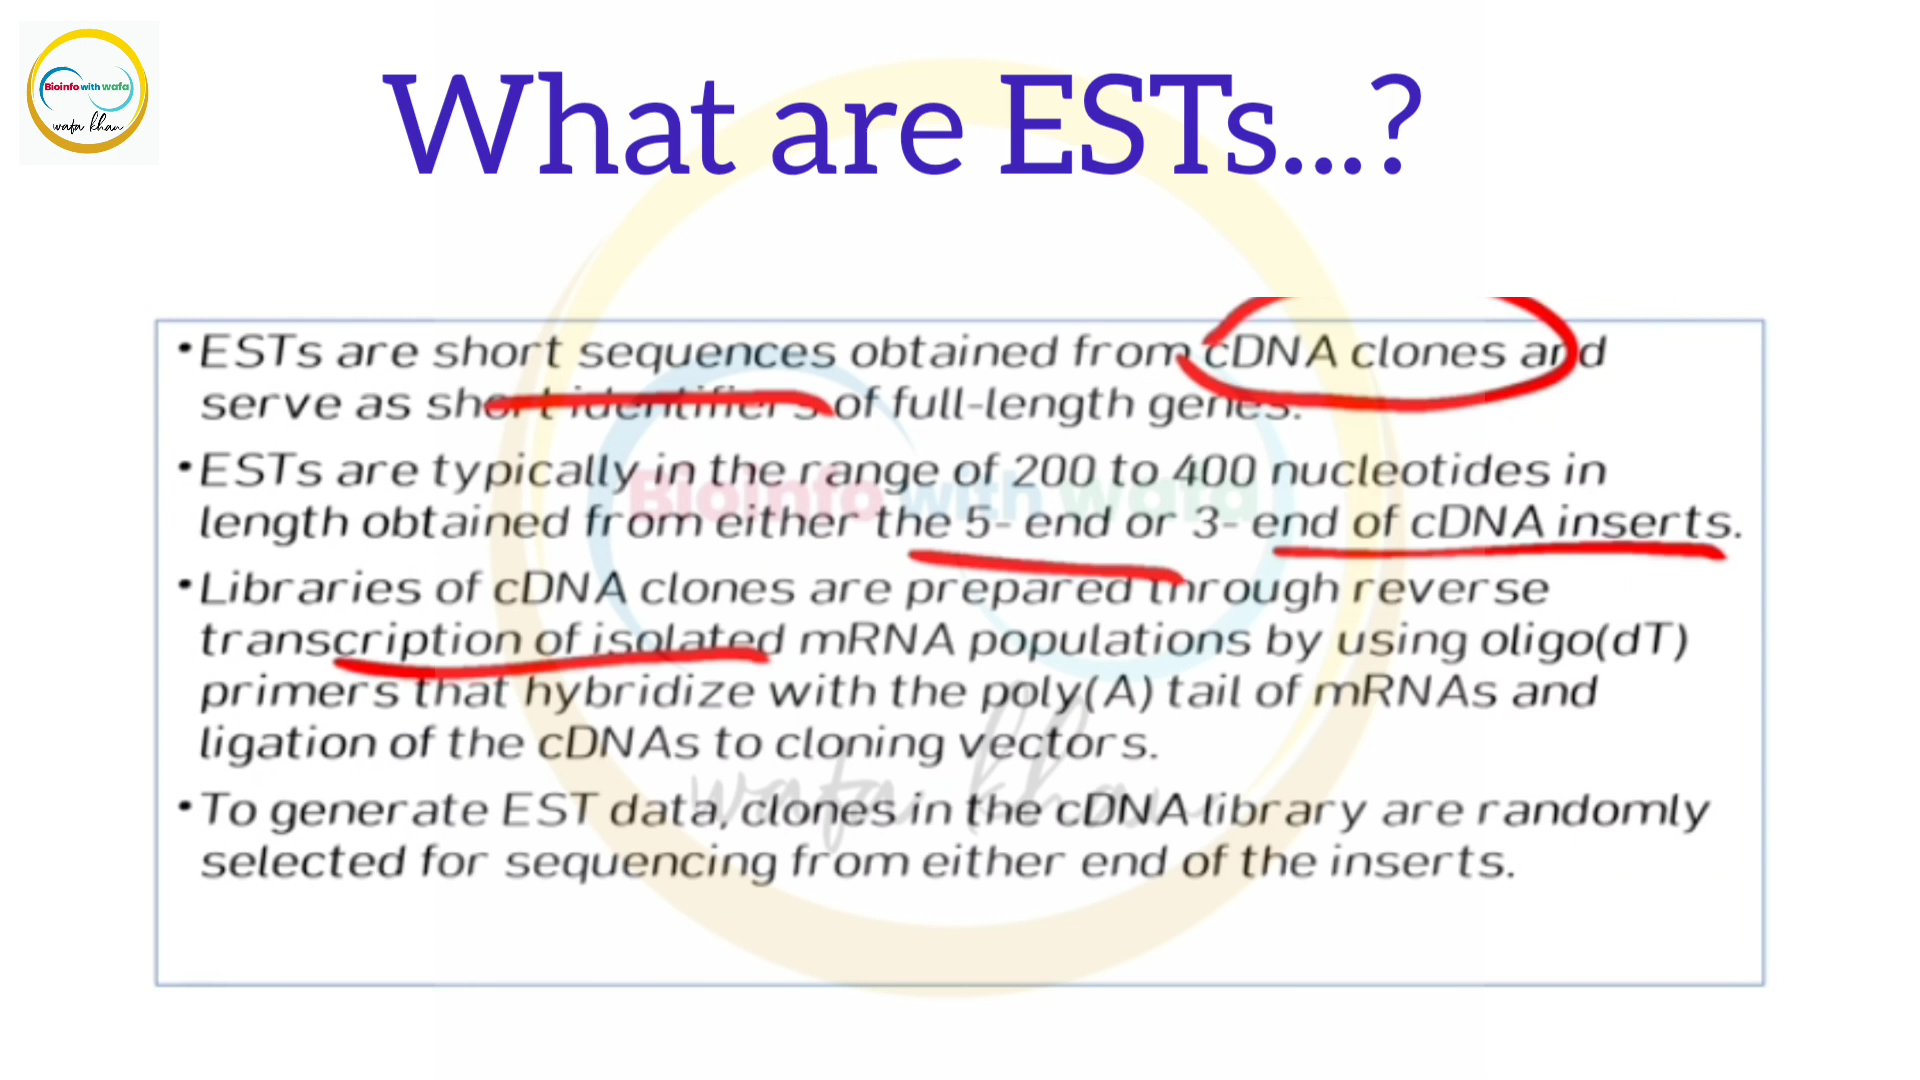 Bioinfo with wafa
wafa khan
What are ESTs...?
•ESTs are short sequences obtained from cDNA clones and
serve as short identifiers of full-length genes.
•ESTs are typically in the range of 200 to 400 nucleotides in
length obtained from either the 5- end or 3- end of cDNA inserts.
•Libraries of cDNA clones are prepared through reverse
transcription of isolated mRNA populations by using oligo(dT)
primers that hybridize with the poly(A) tail of mRNAs and
ligation of the cDNAs to cloning vectors.
•To generate EST data, clones in the cDNA library are randomly
selected for sequencing from either end of the inserts.
Bioinfo with wafa
wafa khan